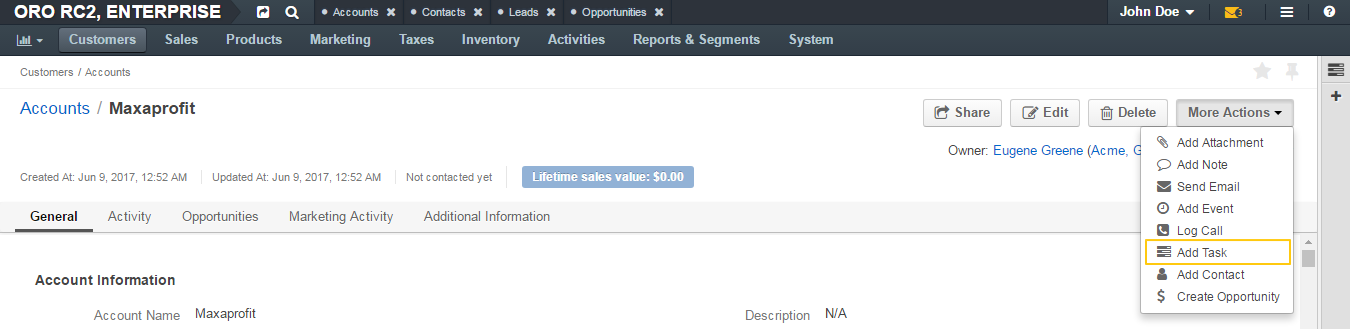 ORO RC2, ENTERPRISE Accounts Contacts Leads Opportunities John Doe 3
Customers Sales Products Marketing Taxes Inventory Activities Reports & Segments System
Customers / Accounts
Accounts / Maxaprofit Share Edit Delete More Actions
Owner: Eugene Greene (Acme, G
Add Attachment
Add Note
Created At: Jun 9, 2017, 12:52 AM Updated At: Jun 9, 2017, 12:52 AM Not contacted yet Lifetime sales value: $0.00
Send Email
Add Event
General Activity Opportunities Marketing Activity Additional Information
Log Call
Add Task
Account Information
Add Contact
Create Opportunity
Account Name Maxaprofit Description N/A